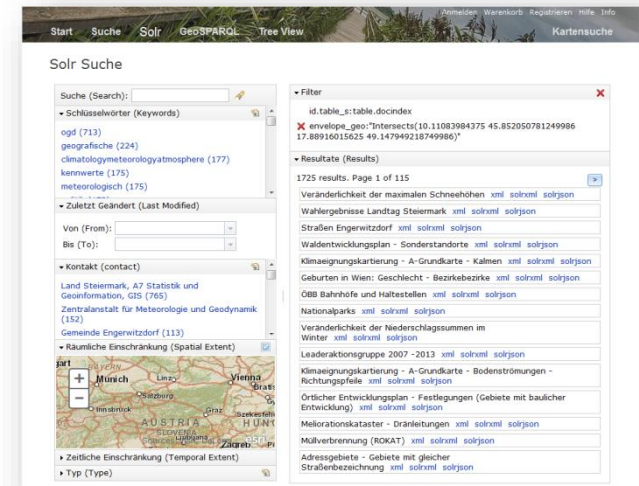 Anmelden Warenkorb Registrieren Hilfe Info
Start Suche Solr GeoSPARQL Tree View Kartensuche
Solr Suche
Suche (Search):
Schlüsselwörter (Keywords)
ogd (713)
geografische (224)
climatologymeteorologyatmosphere (177)
kennwerte (175)
meteorologisch (175)
Zuletzt Geändert (Last Modified)
Von (From):
Bis (To):
Kontakt (contact)
Land Steiermark, A7 Statistik und
Geoinformation, GIS (765)
Zentralanstalt für Meteorologie und Geodynamik
(152)
Gemeinde Engerwitzdorf (113)
Räumliche Einschränkung (Spatial Extent)
BAYERN
Munich Linz Vienna
Salzburg
Innsbruck Graz
AUSTRIA
SLOVENIA
Ljubljana Zagreb
esri
Zeitliche Einschränkung (Temporal Extent)
Typ (Type)
Filter
id.table_s:table.docindex
envelope_geo:"Intersects(10.11083984375 45.852050781249986
17.88916015625 49.147949218749986)"
Resultate (Results)
1725 results. Page 1 of 115 >
Veränderlichkeit der maximalen Schneehöhen xml solrxml solrjson
Wahlergebnisse Landtag Steiermark xml solrxml solrjson
Straßen Engerwitzdorf xml solrxml solrjson
Waldentwicklungsplan - Sonderstandorte xml solrxml solrjson
Klimaeignungskartierung - A-Grundkarte - Kalmen xml solrxml solrjson
Geburten in Wien: Geschlecht - Bezirkebezirke xml solrxml solrjson
ÖBB Bahnhöfe und Haltestellen xml solrxml solrjson
Nationalparks xml solrxml solrjson
Veränderlichkeit der Niederschlagssummen im
Winter xml solrxml solrjson
Leaderaktionsgruppe 2007 -2013 xml solrxml solrjson
Klimaeignungskartierung - A-Grundkarte - Bodenströmungen -
Richtungspfeile xml solrxml solrjson
Örtlicher Entwicklungsplan - Festlegungen (Gebiete mit baulicher
Entwicklung) xml solrxml solrjson
Meliorationskataster - Dränleitungen xml solrxml solrjson
Müllverbrennung (ROKAT) xml solrxml solrjson
Adressgebiete - Gebiete mit gleicher
Straßenbezeichnung xml solrxml solrjson